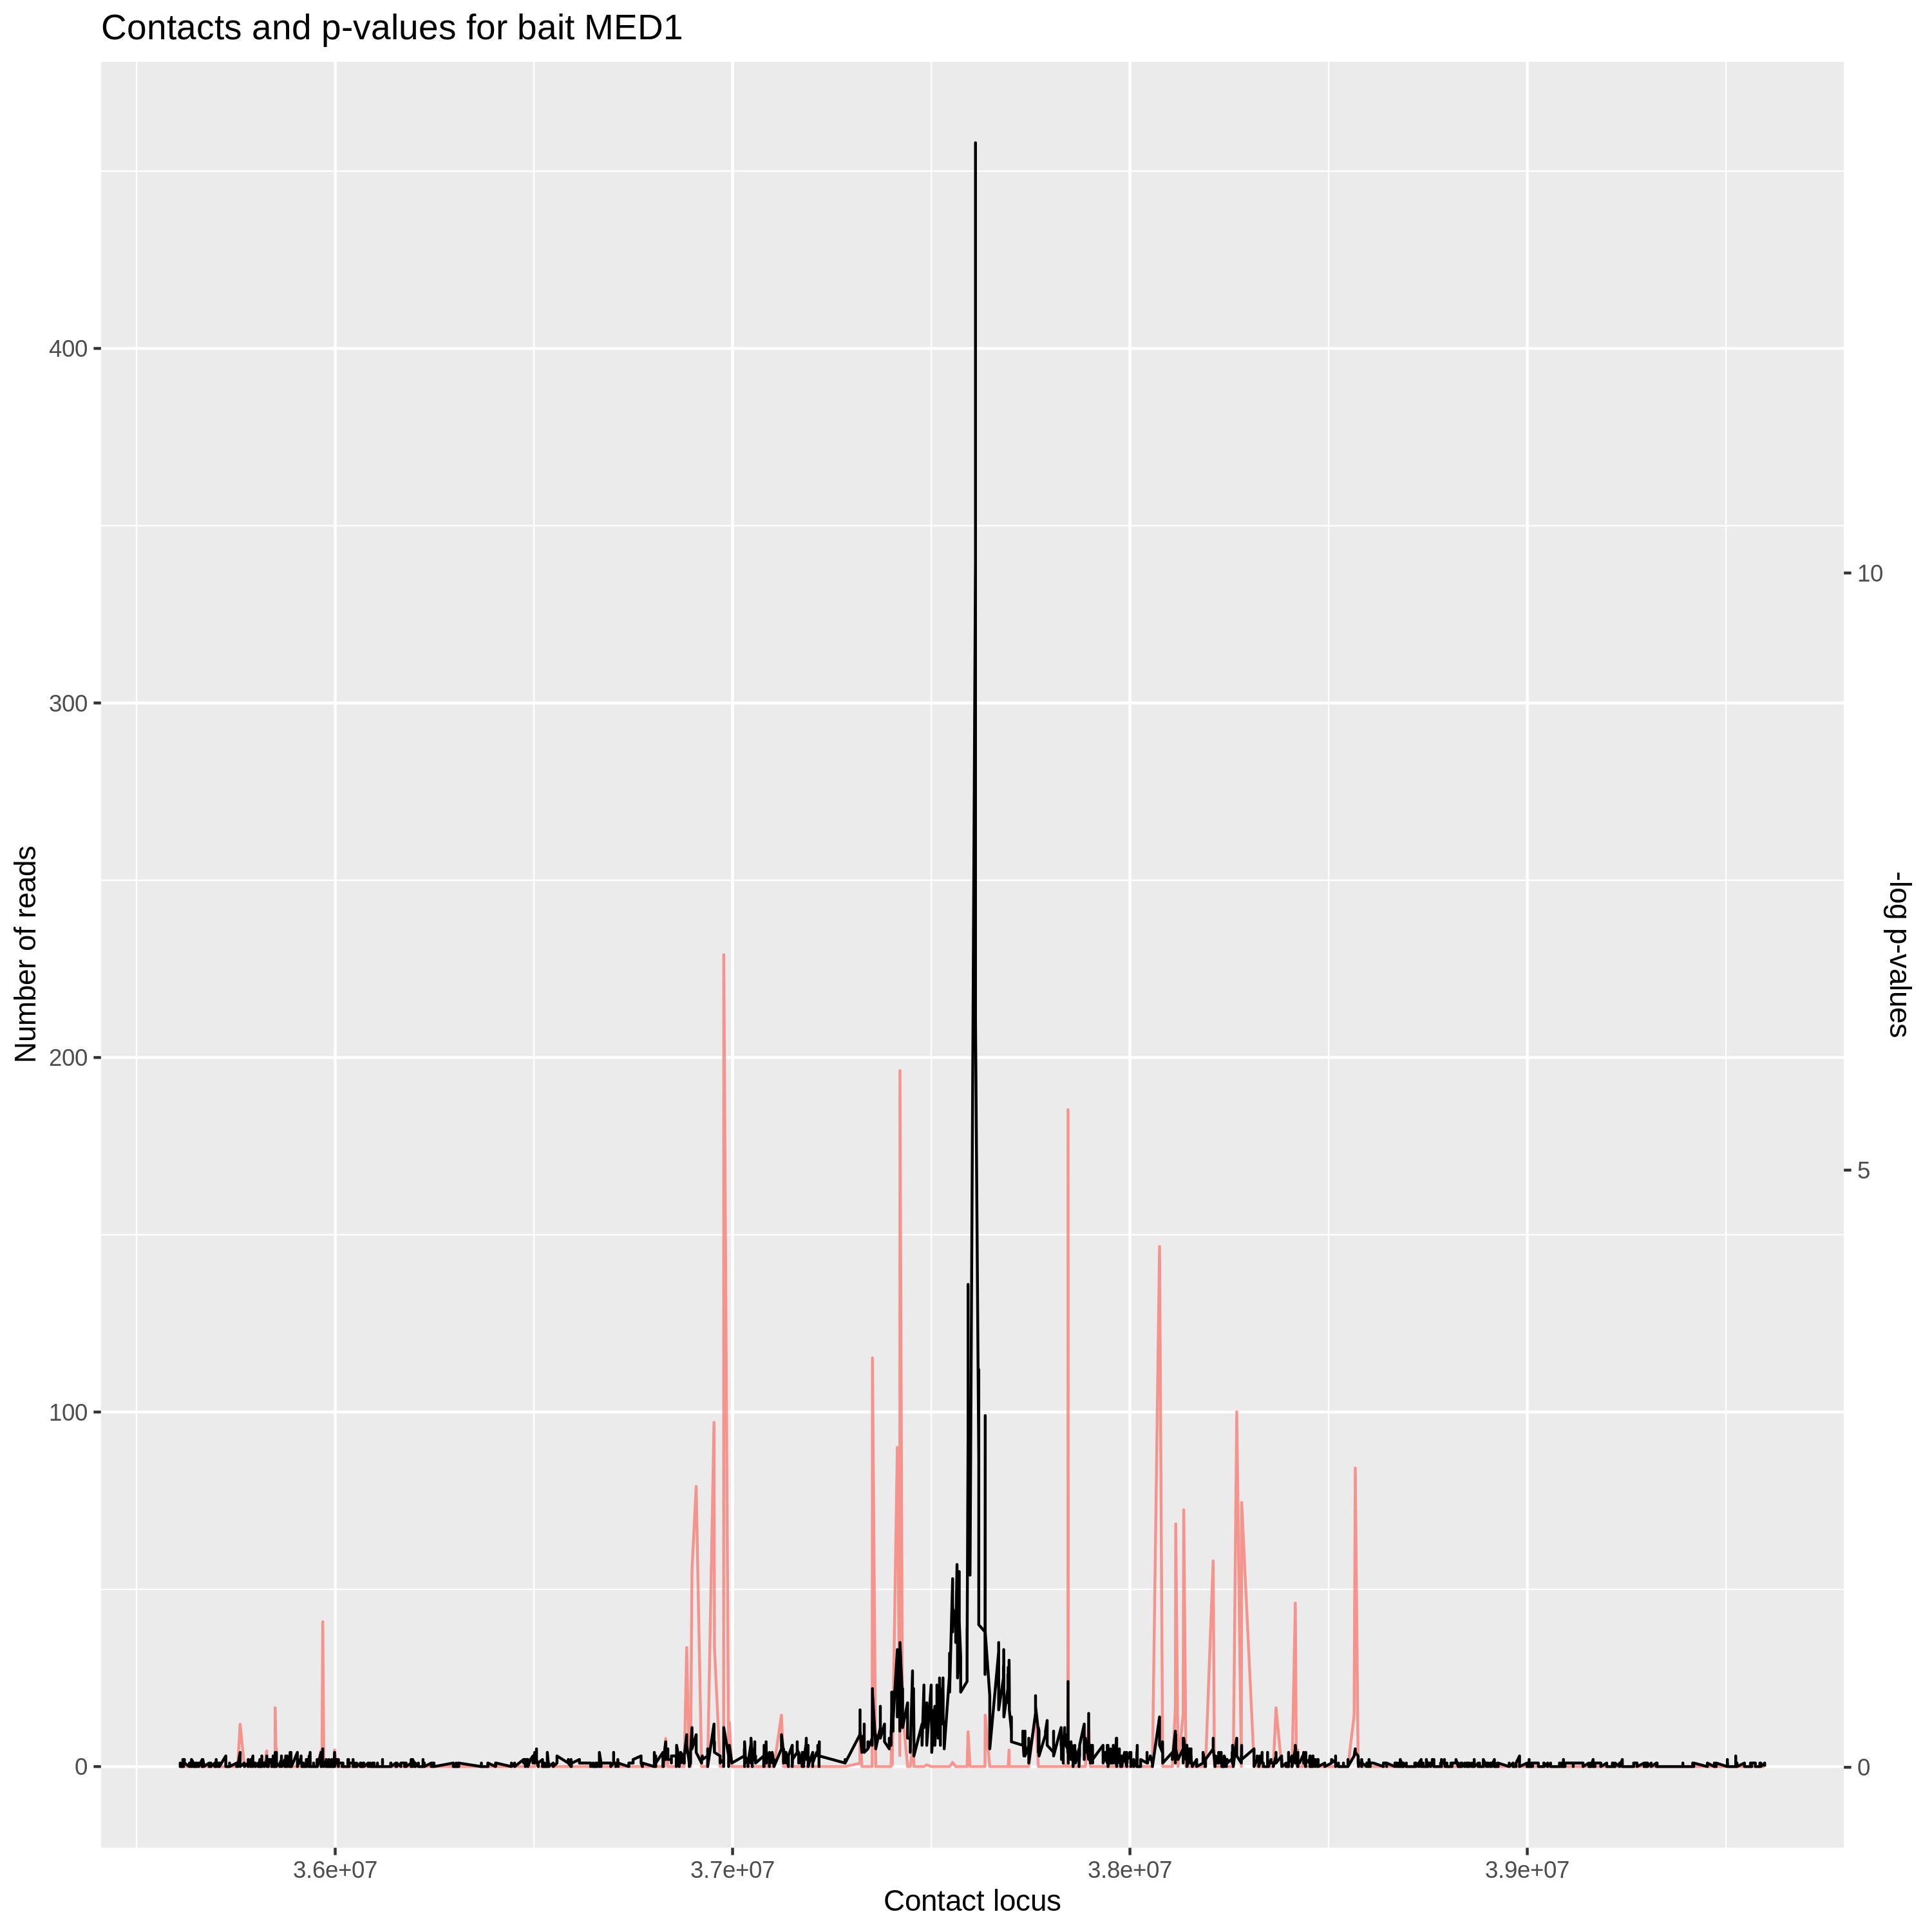 Contacts and p-values for bait MED1
400
300
200
100
0
Number of reads
10
5
0
-log p-values
3.6e+07
3.7e+07
3.8e+07
3.9e+07
Contact locus